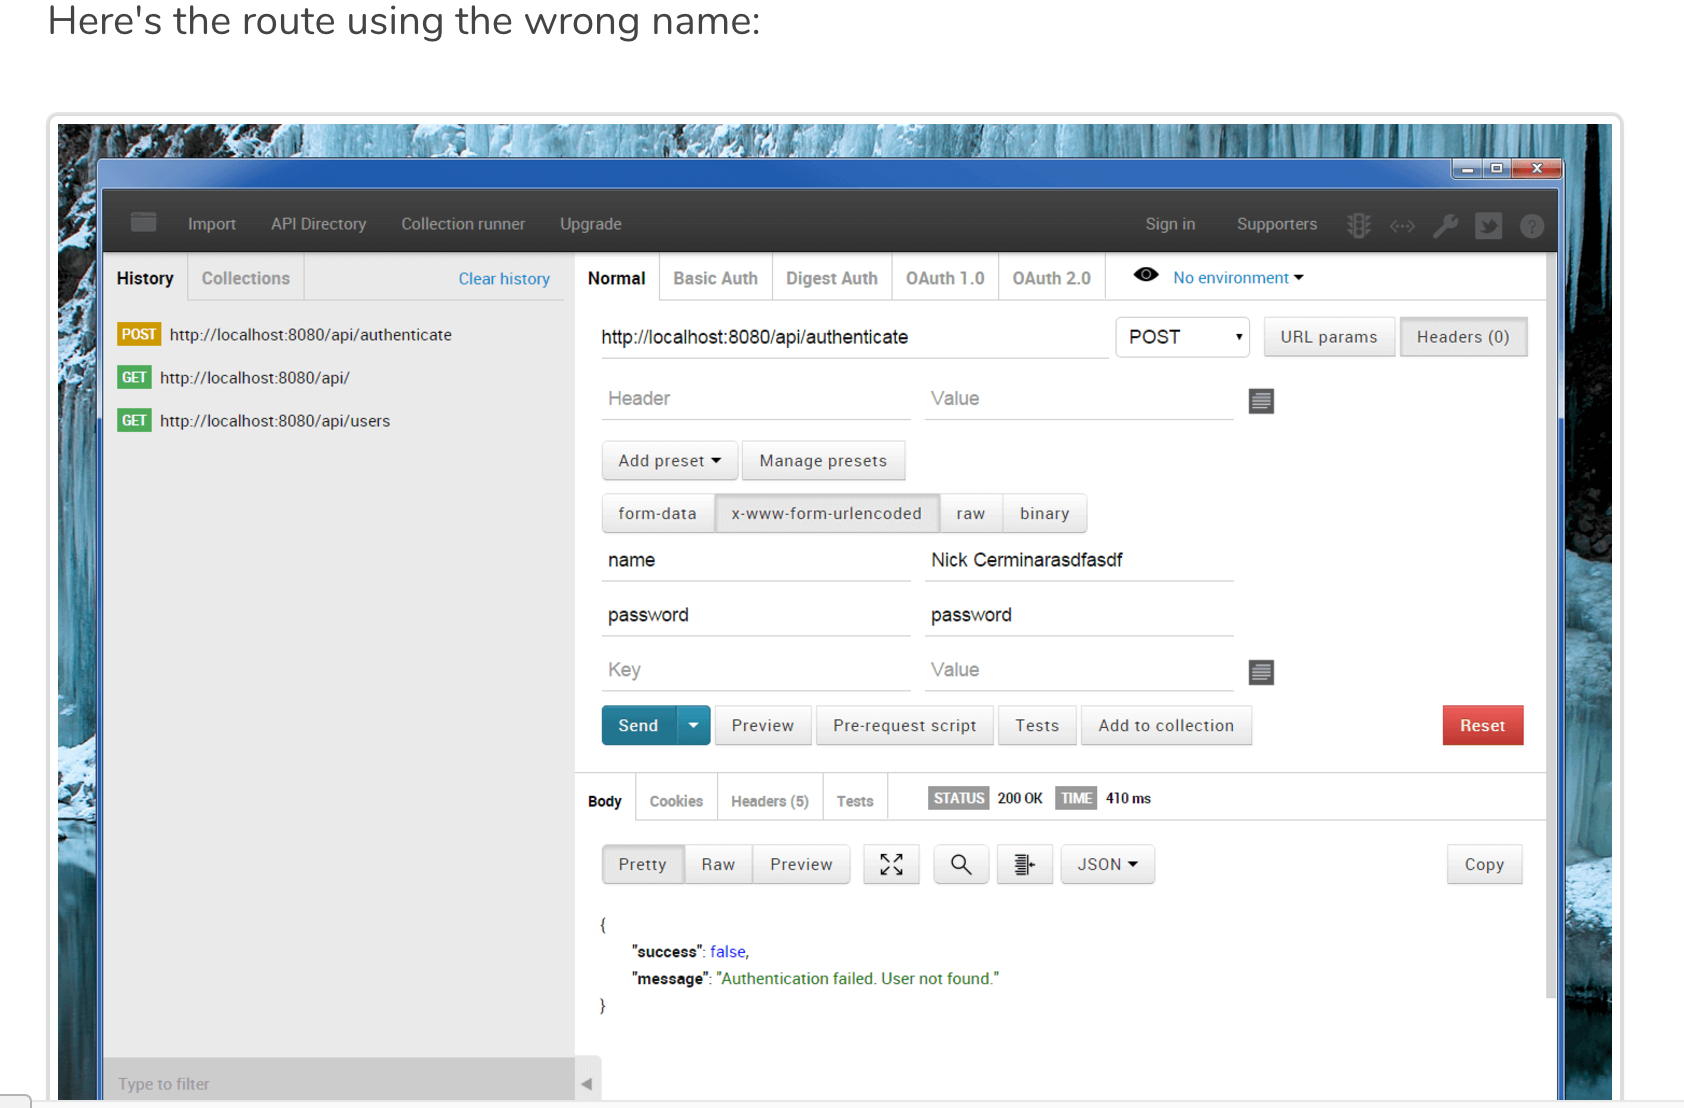 Here's the route using the wrong name:
Import API Directory Collection runner Upgrade Sign in Supporters
History Collections Clear history
POST http://localhost:8080/api/authenticate
GET http://localhost:8080/api/
GET http://localhost:8080/api/users
Type to filter
Normal Basic Auth Digest Auth OAuth 1.0 OAuth 2.0 No environment
http://localhost:8080/api/authenticate POST URL params Headers (0)
Header Value
Add preset Manage presets
form-data x-www-form-urlencoded raw binary
name Nick Cerminarasdfasdf
password password
Key Value
Send Preview Pre-request script Tests Add to collection Reset
Body Cookies Headers (5) Tests STATUS 200 OK TIME 410 ms
Pretty Raw Preview JSON Copy
{
"success": false,
"message": "Authentication failed. User not found."
}